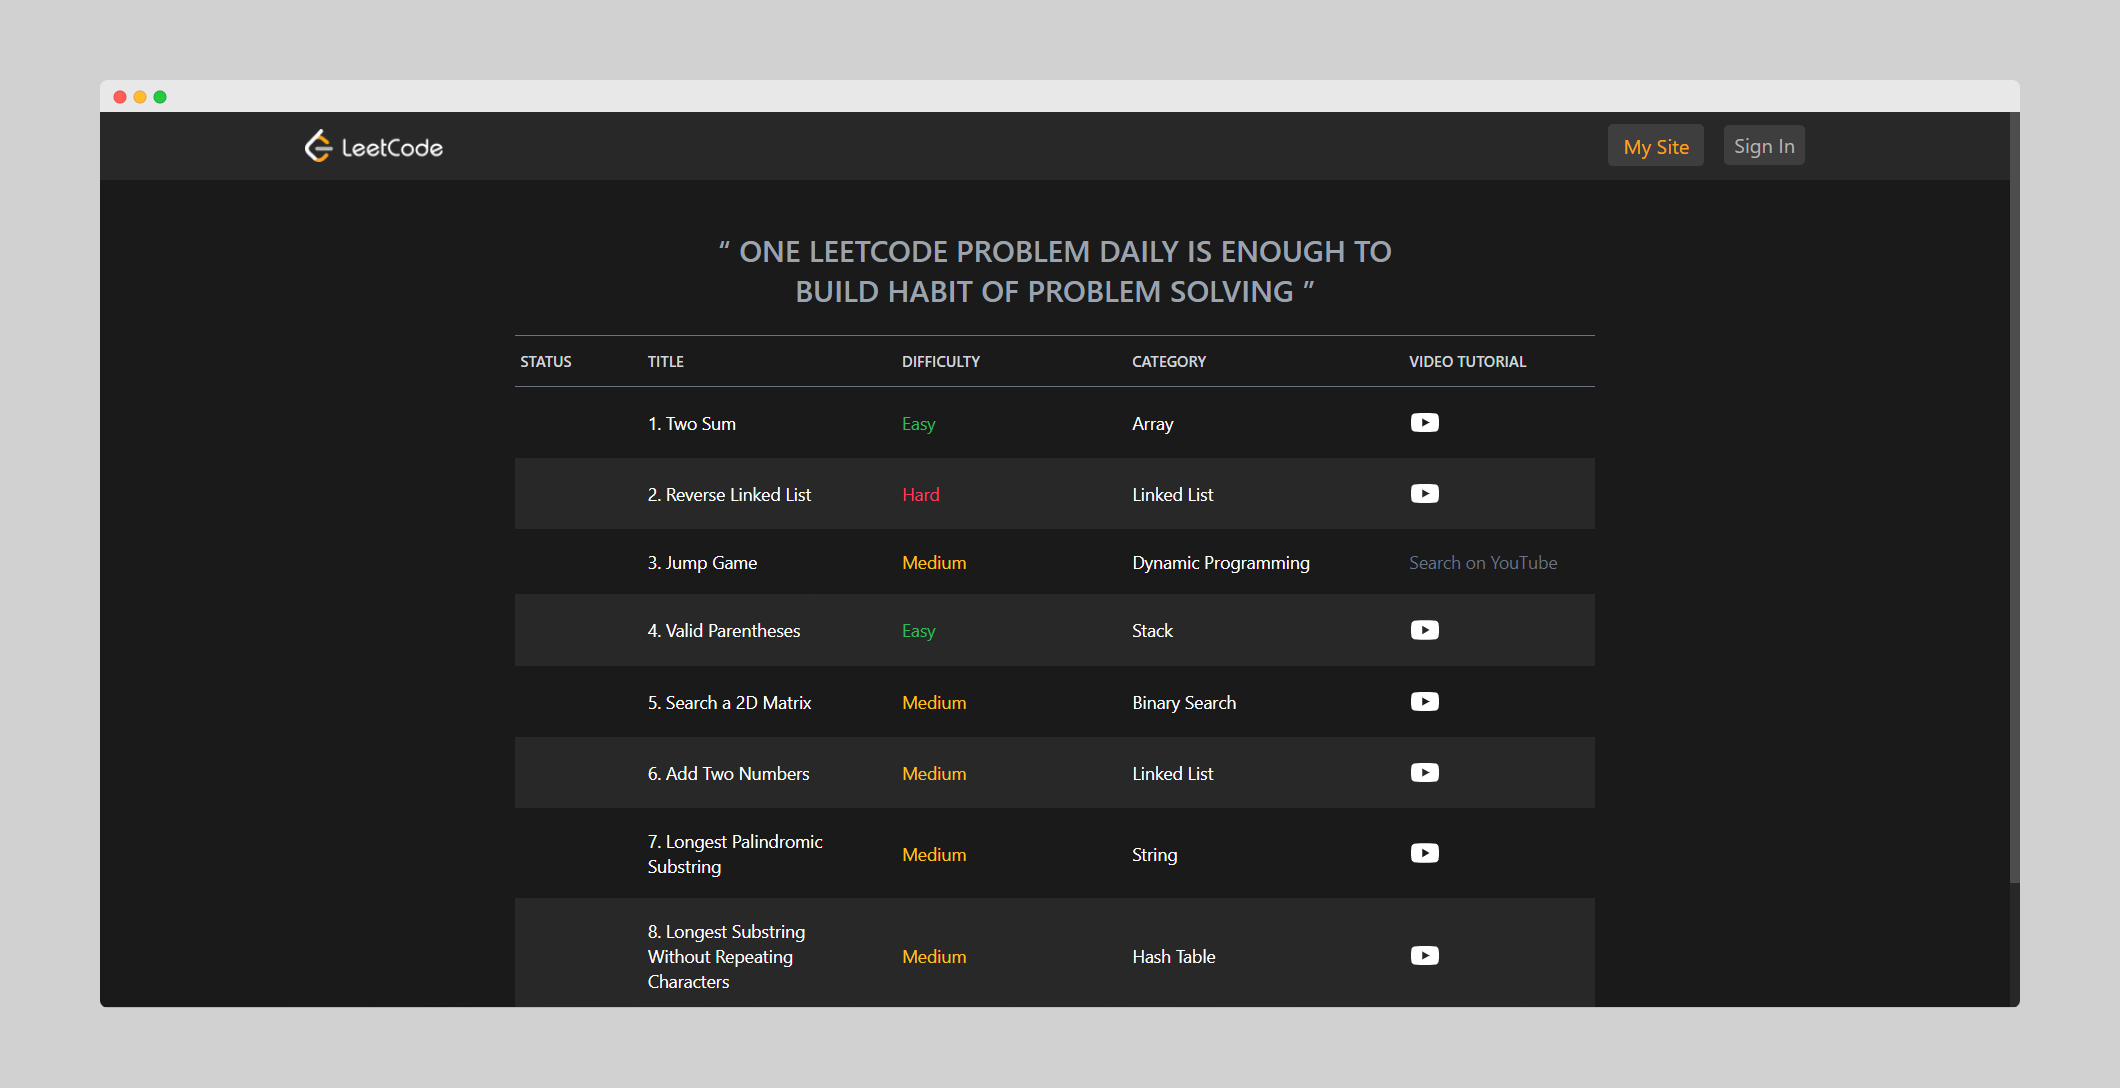 LeetCode
My Site
Sign In
“ ONE LEETCODE PROBLEM DAILY IS ENOUGH TO
BUILD HABIT OF PROBLEM SOLVING ”
STATUS TITLE DIFFICULTY CATEGORY VIDEO TUTORIAL
1. Two Sum Easy Array
2. Reverse Linked List Hard Linked List
3. Jump Game Medium Dynamic Programming Search on YouTube
4. Valid Parentheses Easy Stack
5. Search a 2D Matrix Medium Binary Search
6. Add Two Numbers Medium Linked List
7. Longest Palindromic
Substring
Medium String
8. Longest Substring
Without Repeating
Characters
Medium Hash Table